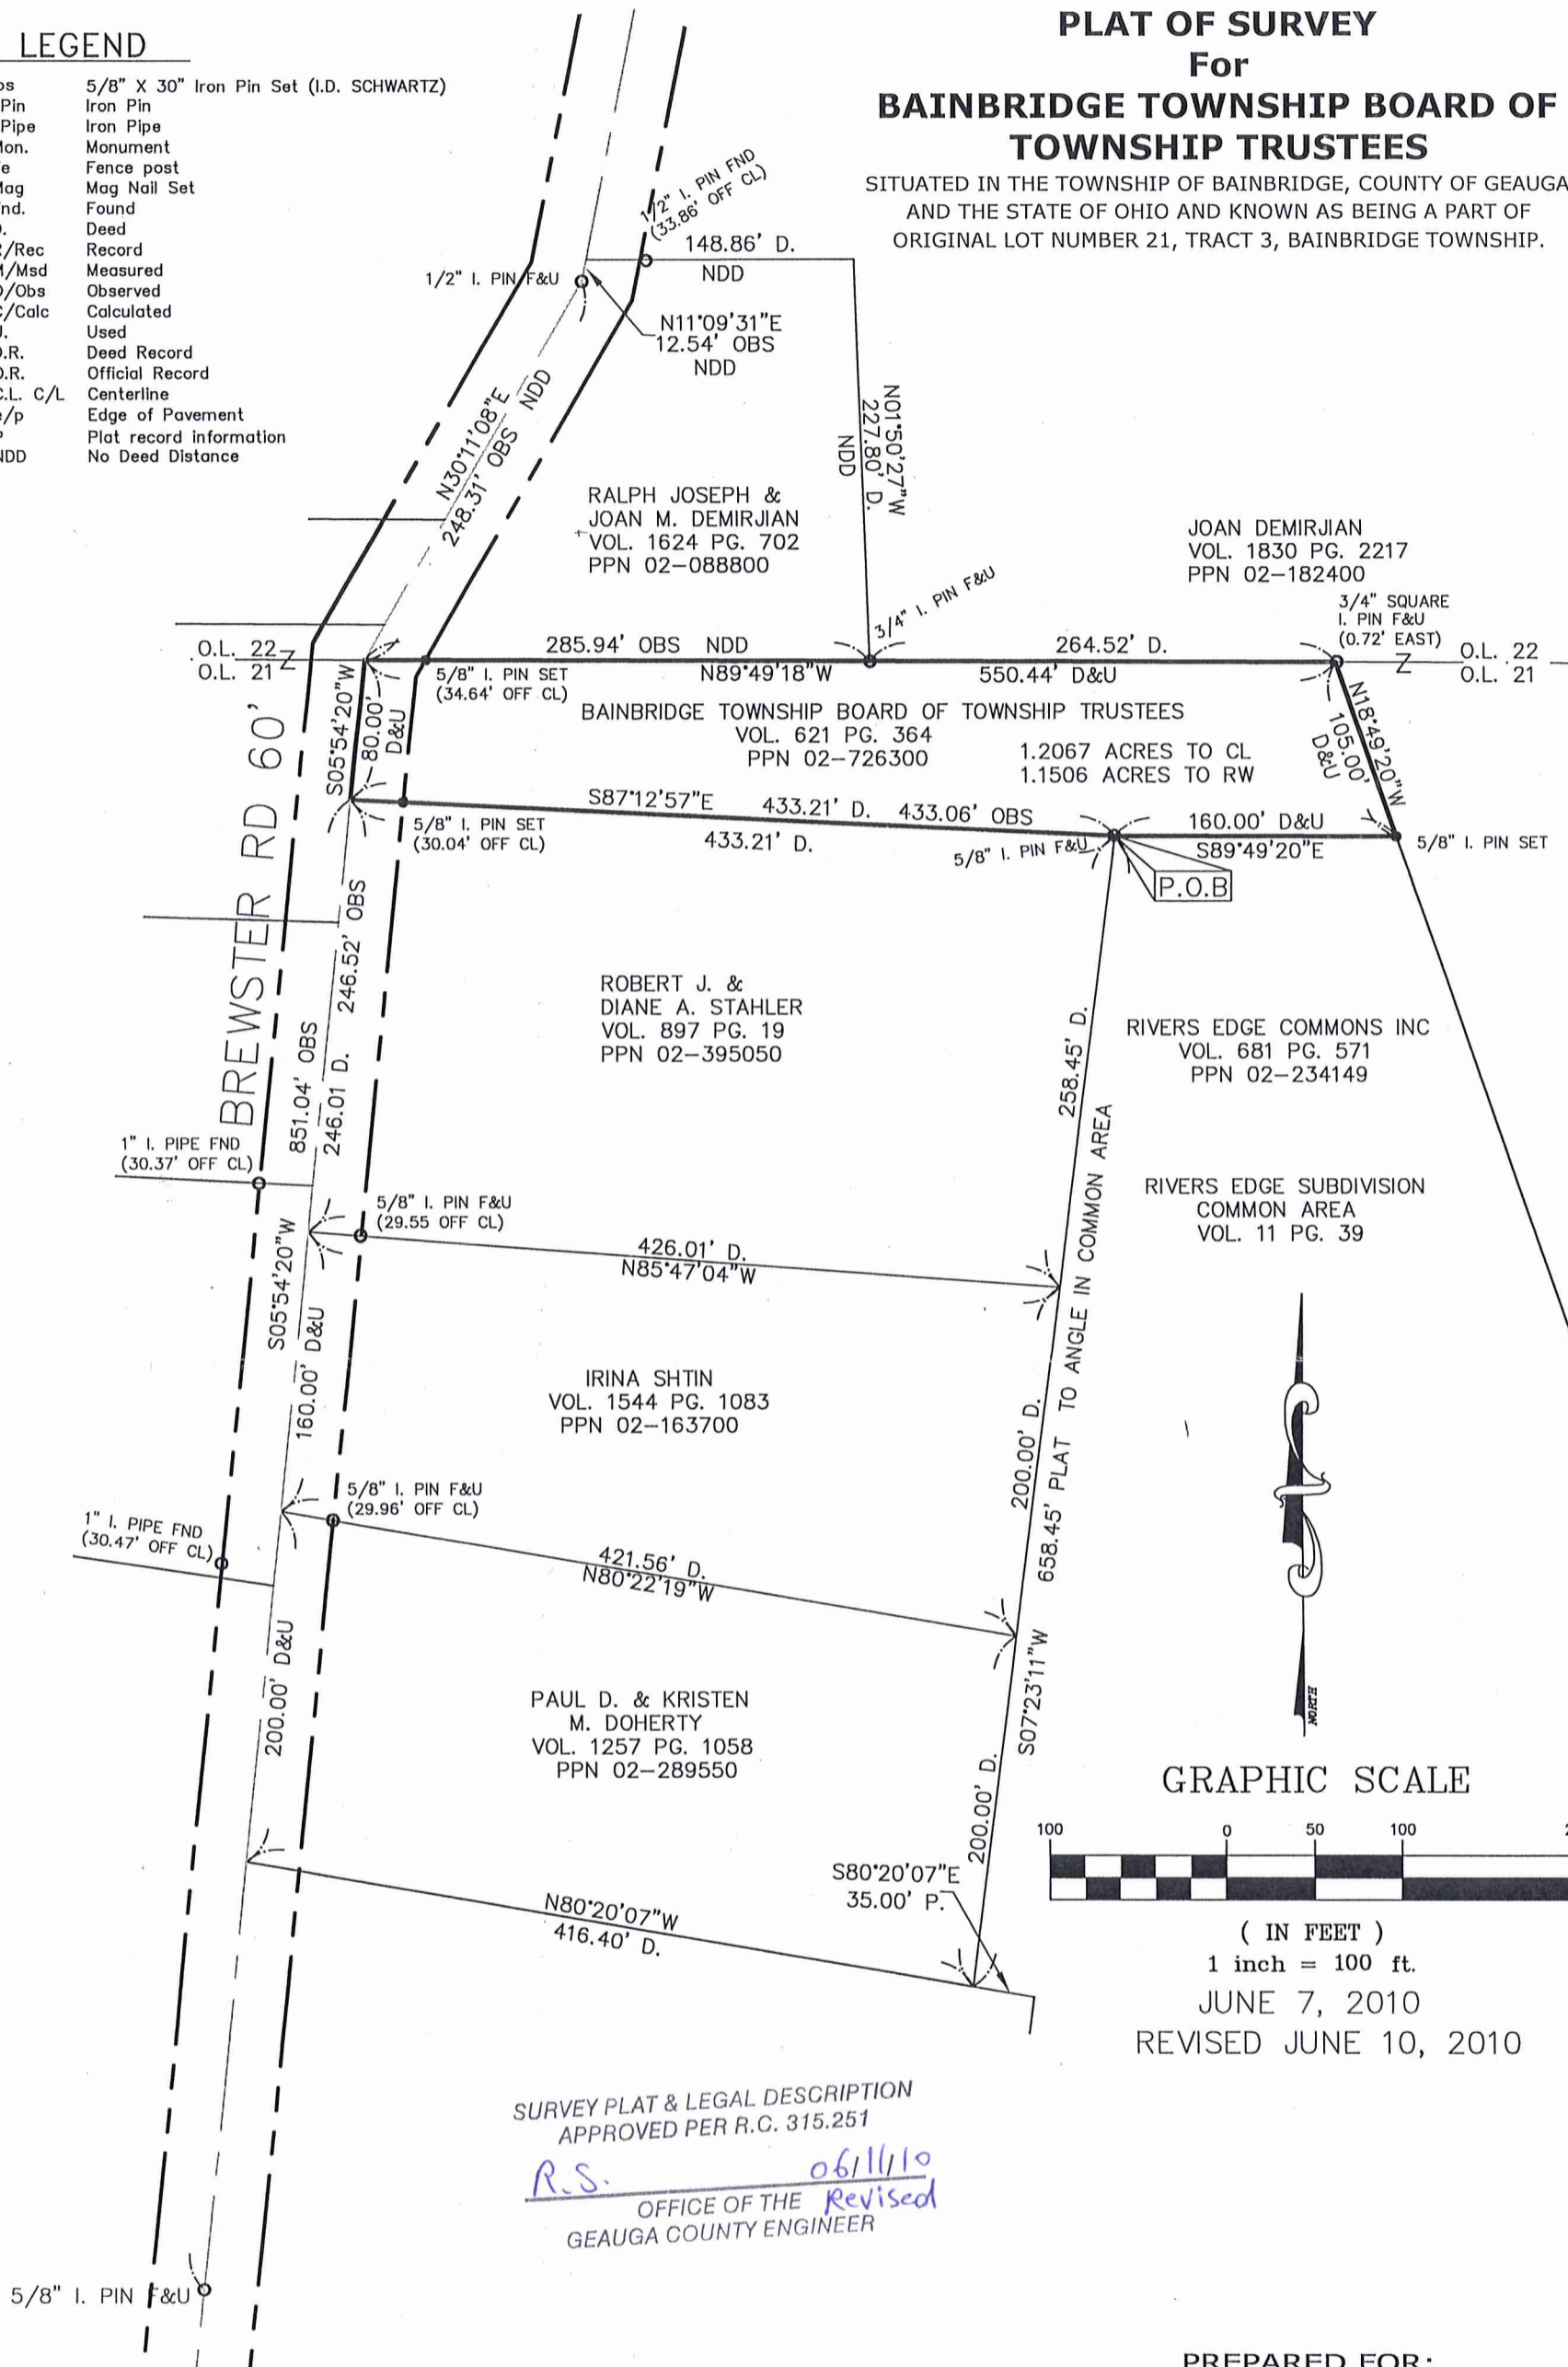 LEGEND
5/8" X 30" Iron Pin Set (I.D. SCHWARTZ)
Pin Iron Pin
Pipe Iron Pipe
Mon. Monument
Fence post
Mag Mag Nail Set
Found
Deed
/Rec Record
/Msd Measured
/Obs Observed
/Calc Calculated
Used
Deed Record
Official Record
C.L. C/L Centerline
e/p Edge of Pavement
Plat record information
NDD No Deed Distance
PLAT OF SURVEY
For
BAINBRIDGE TOWNSHIP BOARD OF
TOWNSHIP TRUSTEES
SITUATED IN THE TOWNSHIP OF BAINBRIDGE, COUNTY OF GEAUGA
AND THE STATE OF OHIO AND KNOWN AS BEING A PART OF
ORIGINAL LOT NUMBER 21, TRACT 3, BAINBRIDGE TOWNSHIP.
1/2" I. PIN FND
(33.86' OFF CL)
148.86' D.
NDD
1/2" I. PIN F&U
N11°09'31"E
12.54' OBS
NDD
N30°11'08"E
248.31' OBS NDD
N01°50'27"W
227.80' D.
NDD
RALPH JOSEPH &
JOAN M. DEMIRJIAN
VOL. 1624 PG. 702
PPN 02-088800
JOAN DEMIRJIAN
VOL. 1830 PG. 2217
PPN 02-182400
3/4" I. PIN F&U
3/4" SQUARE
I. PIN F&U
(0.72' EAST)
O.L. 22
O.L. 21
Z
285.94' OBS NDD
264.52' D.
Z
O.L. 22
O.L. 21
5/8" I. PIN SET
(34.64' OFF CL)
N89°49'18"W
550.44' D&U
S05°54'20"W
80.00'
D&U
BAINBRIDGE TOWNSHIP BOARD OF TOWNSHIP TRUSTEES
VOL. 621 PG. 364
PPN 02-726300
1.2067 ACRES TO CL
1.1506 ACRES TO RW
N18°49'20"W
105.00'
D&U
S87°12'57"E 433.21' D. 433.06' OBS
433.21' D.
160.00' D&U
S89°49'20"E
5/8" I. PIN SET
(30.04' OFF CL)
5/8" I. PIN F&U
5/8" I. PIN SET
P.O.B
BREWSTER RD 60'
246.52' OBS
851.04' OBS
246.01 D.
ROBERT J. &
DIANE A. STAHLER
VOL. 897 PG. 19
PPN 02-395050
258.45' D.
RIVERS EDGE COMMONS INC
VOL. 681 PG. 571
PPN 02-234149
RIVERS EDGE SUBDIVISION
COMMON AREA
VOL. 11 PG. 39
1" I. PIPE FND
(30.37' OFF CL)
5/8" I. PIN F&U
(29.55 OFF CL)
426.01' D.
N85°47'04"W
S05°54'20"W
160.00' D&U
IRINA SHTIN
VOL. 1544 PG. 1083
PPN 02-163700
200.00' D.
658.45' PLAT TO ANGLE IN COMMON AREA
5/8" I. PIN F&U
(29.96' OFF CL)
1" I. PIPE FND
(30.47' OFF CL)
421.56' D.
N80°22'19"W
200.00' D&U
PAUL D. & KRISTEN
M. DOHERTY
VOL. 1257 PG. 1058
PPN 02-289550
S07°23'11"W
200.00' D.
S80°20'07"E
35.00' P.
N80°20'07"W
416.40' D.
NORTH
GRAPHIC SCALE
100 0 50 100
( IN FEET )
1 inch = 100 ft.
JUNE 7, 2010
REVISED JUNE 10, 2010
SURVEY PLAT & LEGAL DESCRIPTION
APPROVED PER R.C. 315.251
R.S. 06/11/10
OFFICE OF THE Revised
GEAUGA COUNTY ENGINEER
5/8" I. PIN F&U
PREPARED FOR: